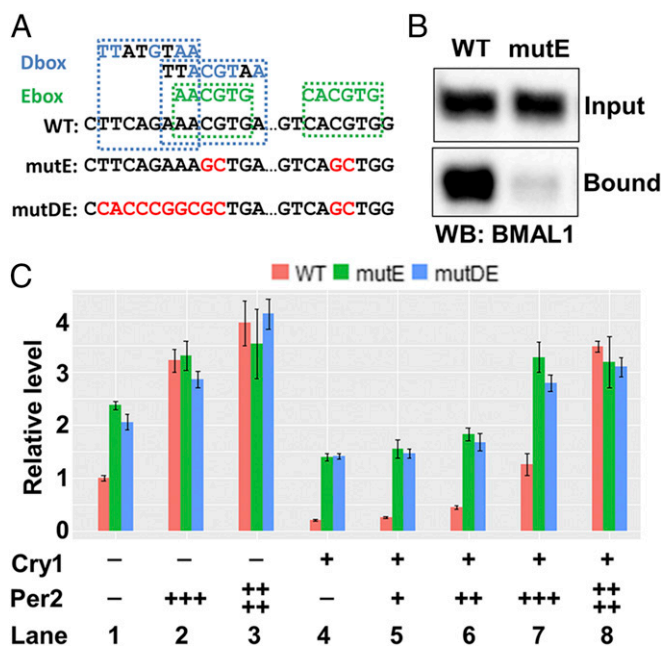 A
TTATGTAA
Dbox
TTACGTAA
Ebox
AACGTG
CACGTG
WT: CTTCAGAAACGTGA...GTCACGTGG
mutE: CTTCAGAAAGCTGA...GTCAGCTGG
mutDE: CCACCCGGCGCTGA...GTCAGCTGG
B
WT mutE
Input
Bound
WB: BMAL1
C
WT mutE mutDE
Relative level
4
3
2
1
0
Cry1 – – – + + + + +
Per2 – +++ ++++ – + ++ +++ ++++
Lane 1 2 3 4 5 6 7 8